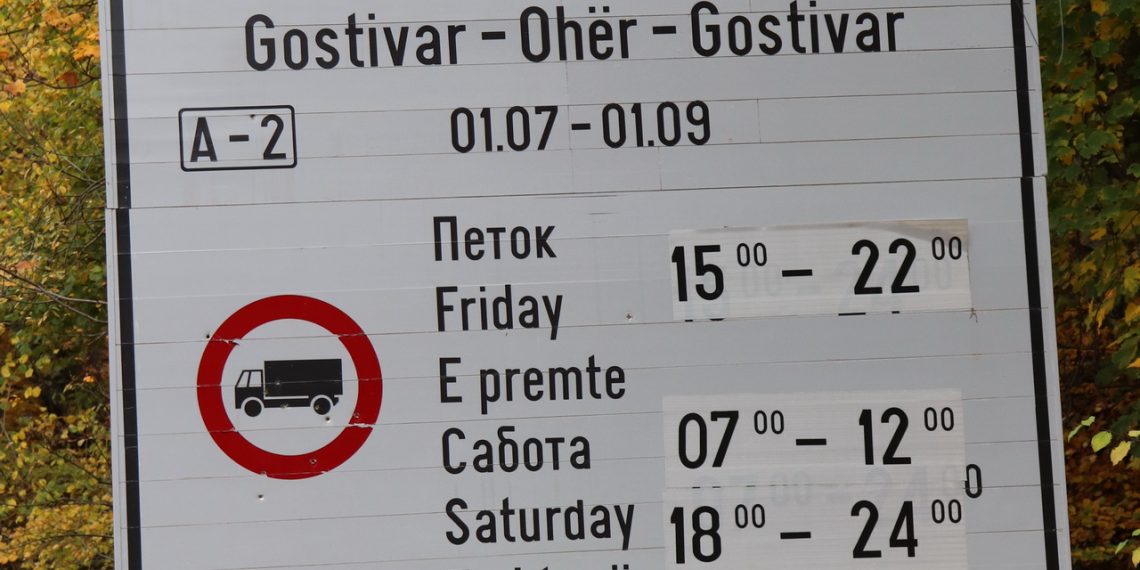 Gostivar - Ohër - Gostivar
A - 2
01.07 - 01.09
Петок
15 00 - 22 00
Friday
E premte
Сабота
07 00 - 12 00
Saturday
18 00 - 24 00